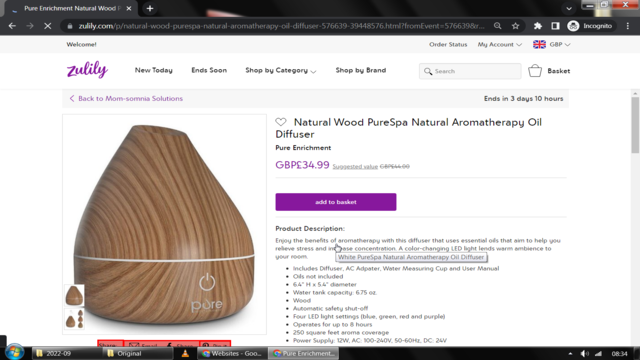 Pure Enrichment Natural Wood P
zulily.com/p/natural-wood-purespa-natural-aromatherapy-oil-diffuser-576639-39448576.html?fromEvent=576639&r...
Incognito
Welcome!
Order Status
My Account
GBP
zulily
New Today
Ends Soon
Shop by Category
Shop by Brand
Search
Basket
Back to Mom-somnia Solutions
Ends in 3 days 10 hours
Natural Wood PureSpa Natural Aromatherapy Oil
Diffuser
Pure Enrichment
GBP£34.99 Suggested value GBP£44.00
add to basket
Product Description:
Enjoy the benefits of aromatherapy with this diffuser that uses essential oils that aim to help you
relieve stress and increase concentration. A color-changing LED light lends warm ambience to
your room.
White PureSpa Natural Aromatherapy Oil Diffuser
• Includes Diffuser, AC Adpater, Water Measuring Cup and User Manual
• Oils not included
• 6.4'' H x 5.4'' diameter
• Water tank capacity: 6.75 oz.
• Wood
• Automatic safety shut-off
• Four LED light settings (blue, green, red and purple)
• Operates for up to 8 hours
• 250 square feet aroma coverage
• Power Supply: 12W, AC: 100-240V, 50-60Hz, DC: 24V
pure
Share
Email
Share
Pin it
2022-09
Original
Websites - Goo...
Pure Enrichment...
08:34